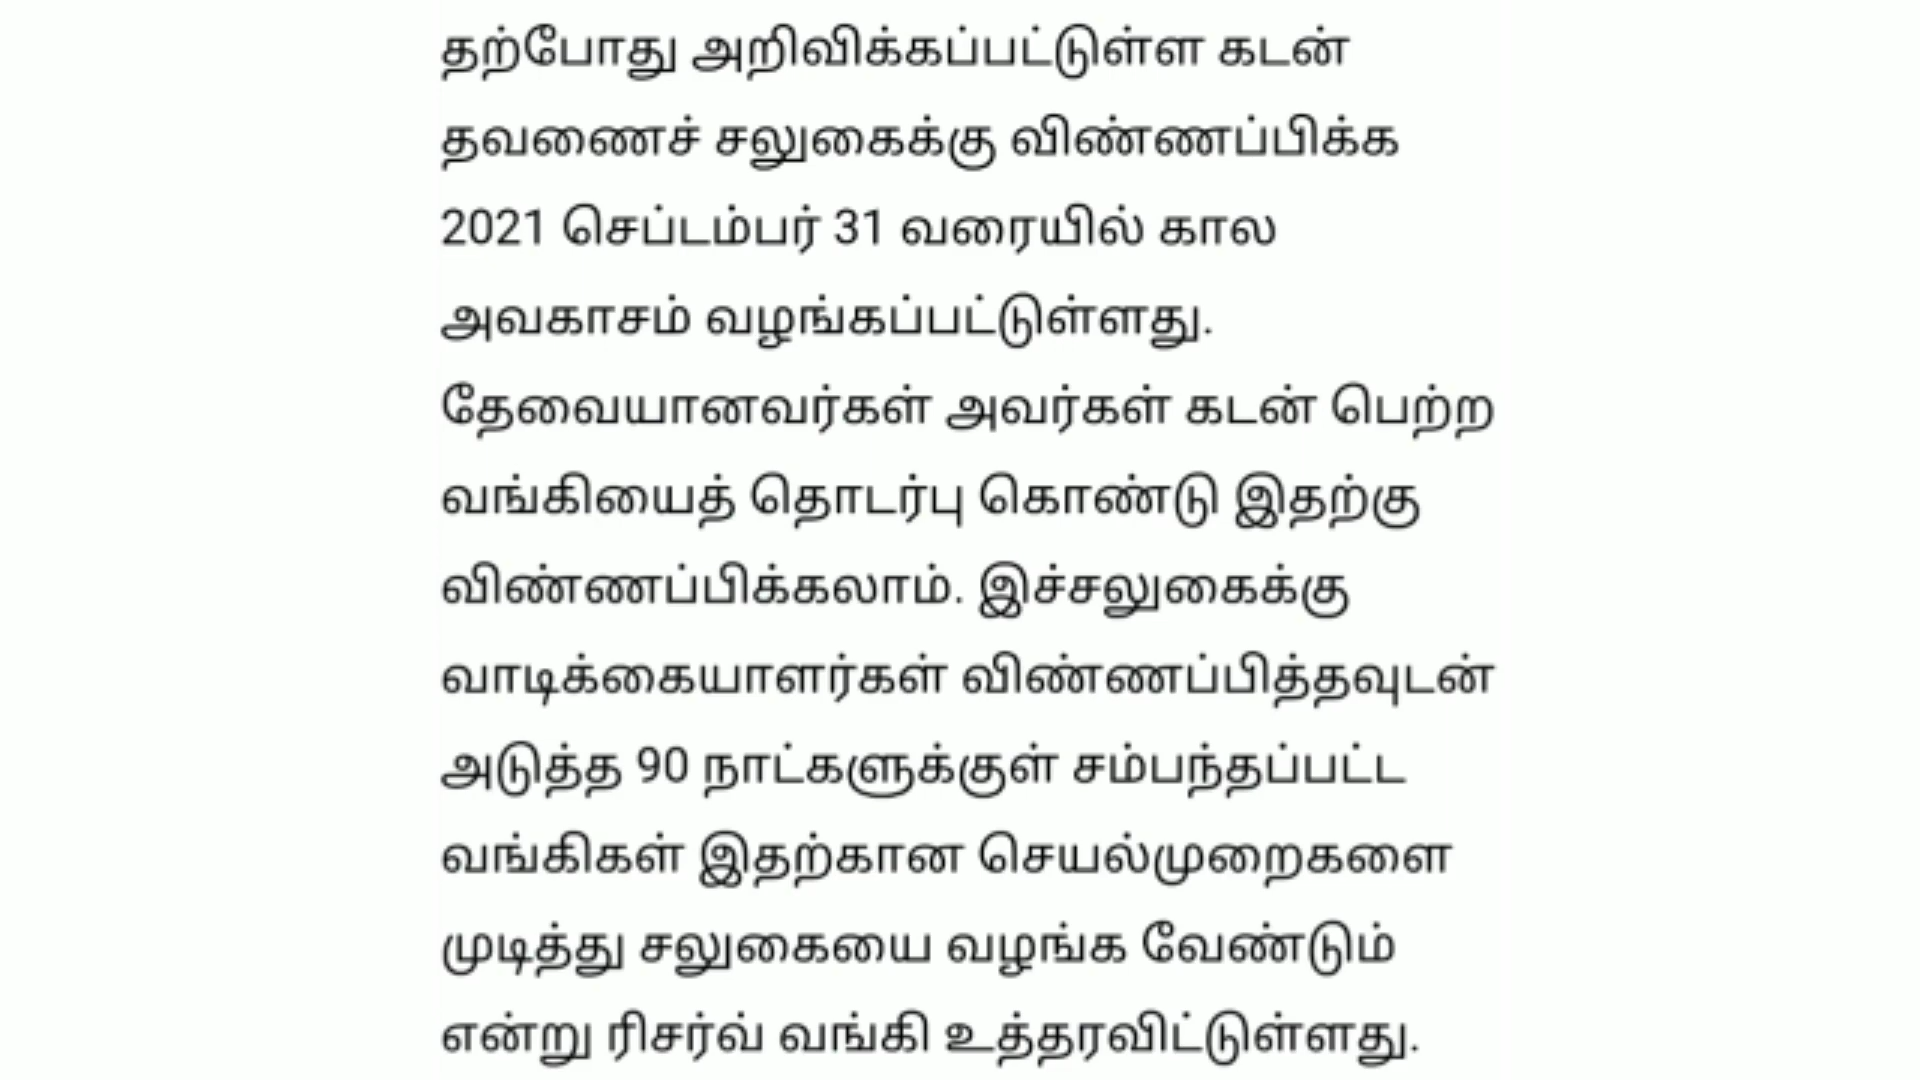 தற்போது அறிவிக்கப்பட்டுள்ள கடன்
தவணைச் சலுகைக்கு விண்ணப்பிக்க
2021 செப்டம்பர் 31 வரையில் கால
அவகாசம் வழங்கப்பட்டுள்ளது.
தேவையானவர்கள் அவர்கள் கடன் பெற்ற
வங்கியைத் தொடர்பு கொண்டு இதற்கு
விண்ணப்பிக்கலாம். இச்சலுகைக்கு
வாடிக்கையாளர்கள் விண்ணப்பித்தவுடன்
அடுத்த 90 நாட்களுக்குள் சம்பந்தப்பட்ட
வங்கிகள் இதற்கான செயல்முறைகளை
முடித்து சலுகையை வழங்க வேண்டும்
என்று ரிசர்வ் வங்கி உத்தரவிட்டுள்ளது.